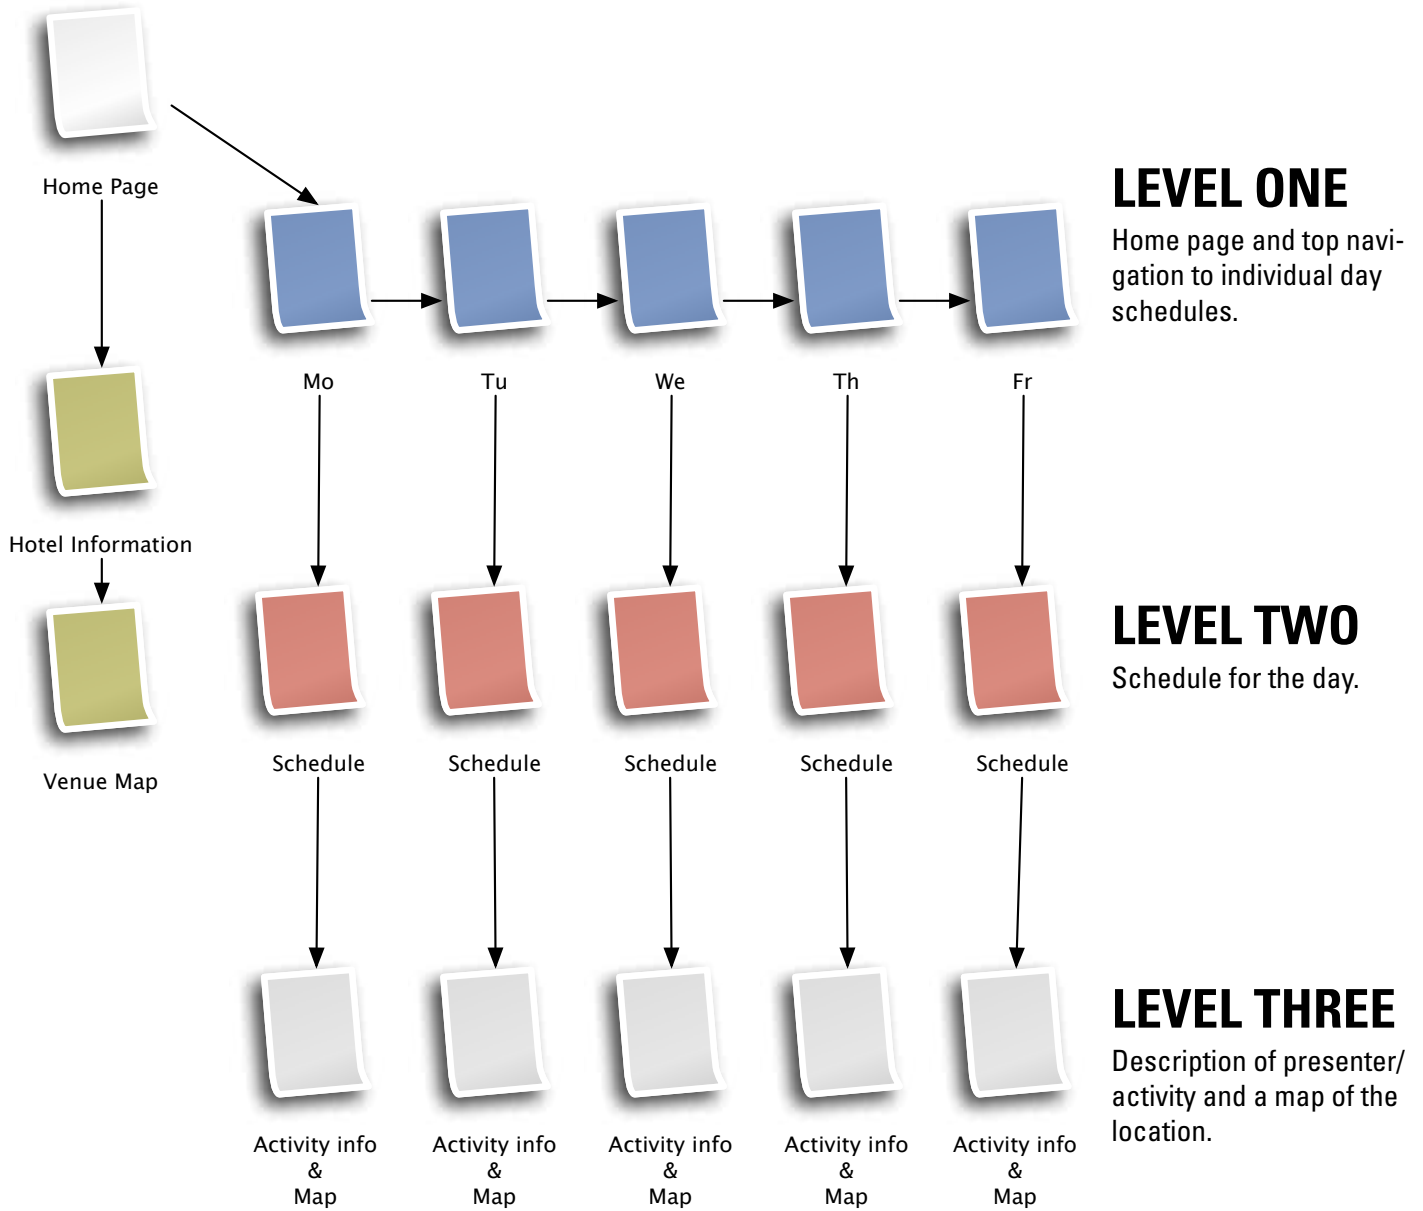 Home Page
LEVEL ONE
Home page and top navi-
gation to individual day
schedules.
Mo
Tu
We
Th
Fr
Hotel Information
LEVEL TWO
Schedule for the day.
Venue Map
Schedule
Schedule
Schedule
Schedule
Schedule
LEVEL THREE
Description of presenter/
activity and a map of the
location.
Activity info
&
Map
Activity info
&
Map
Activity info
&
Map
Activity info
&
Map
Activity info
&
Map